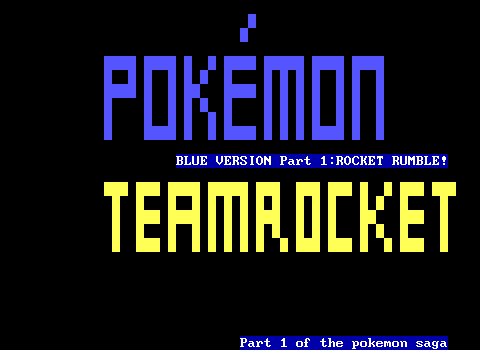 POKÉMON
BLUE VERSION Part 1:ROCKET RUMBLE!
TEAMROCKET
Part 1 of the pokemon saga